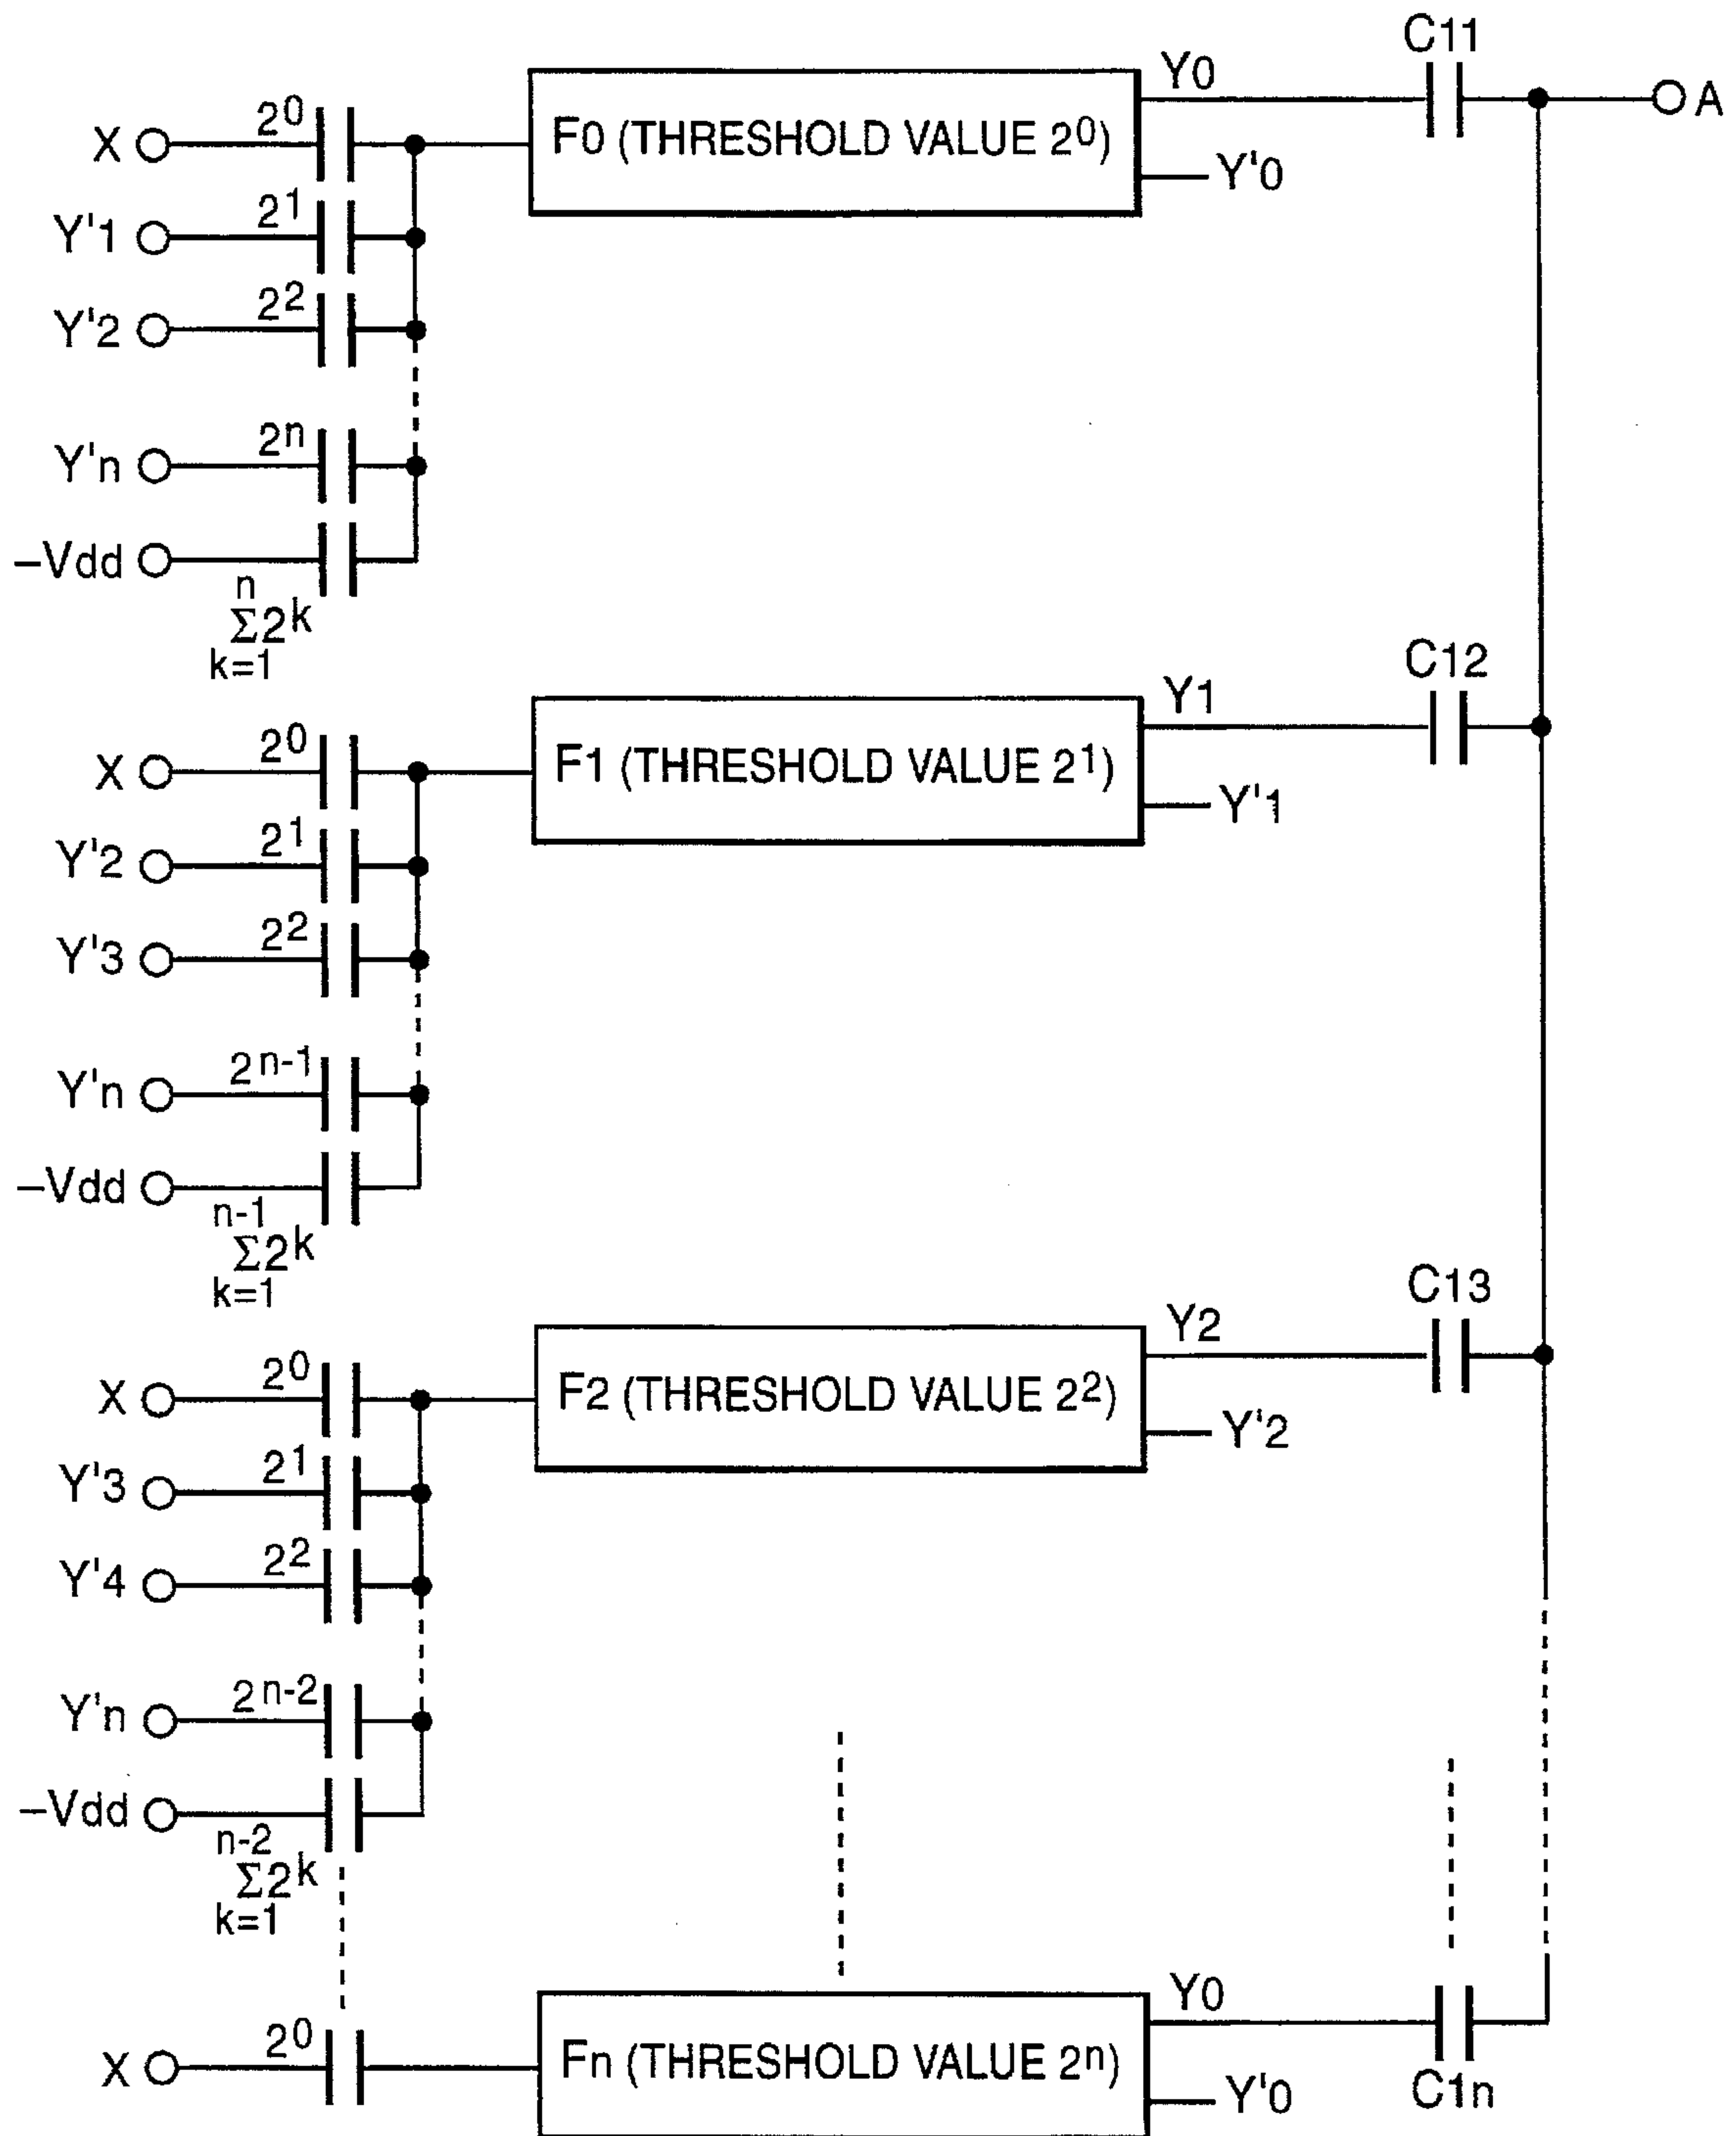 C11
Y0
A
2^0
X
F0 (THRESHOLD VALUE 2^0)
Y'0
2^1
Y'1
2^2
Y'2
2^n
Y'n
–Vdd
n
Σ2^k
k=1
C12
Y1
2^0
X
F1 (THRESHOLD VALUE 2^1)
Y'1
2^1
Y'2
2^2
Y'3
2^n-1
Y'n
–Vdd
n-1
Σ2^k
k=1
C13
Y2
2^0
X
F2 (THRESHOLD VALUE 2^2)
Y'2
2^1
Y'3
2^2
Y'4
2^n-2
Y'n
–Vdd
n-2
Σ2^k
k=1
Y0
2^0
X
Fn (THRESHOLD VALUE 2^n)
Y'0
C1n